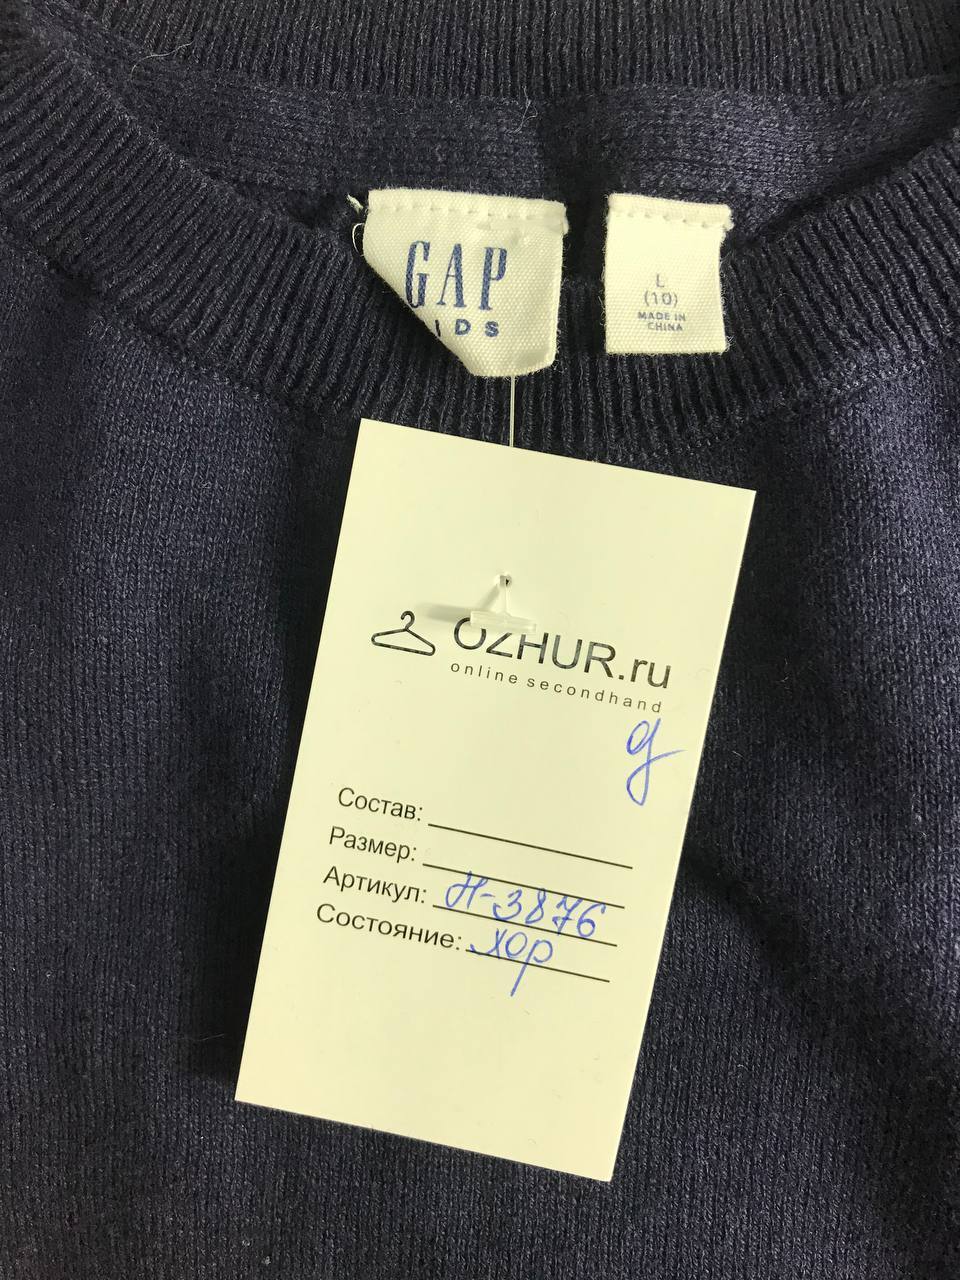 GAP
KIDS
L
(10)
MADE IN
CHINA
OZHUR.ru
online secondhand
д
Состав:
Размер:
Артикул: Н-3876
Состояние: хор